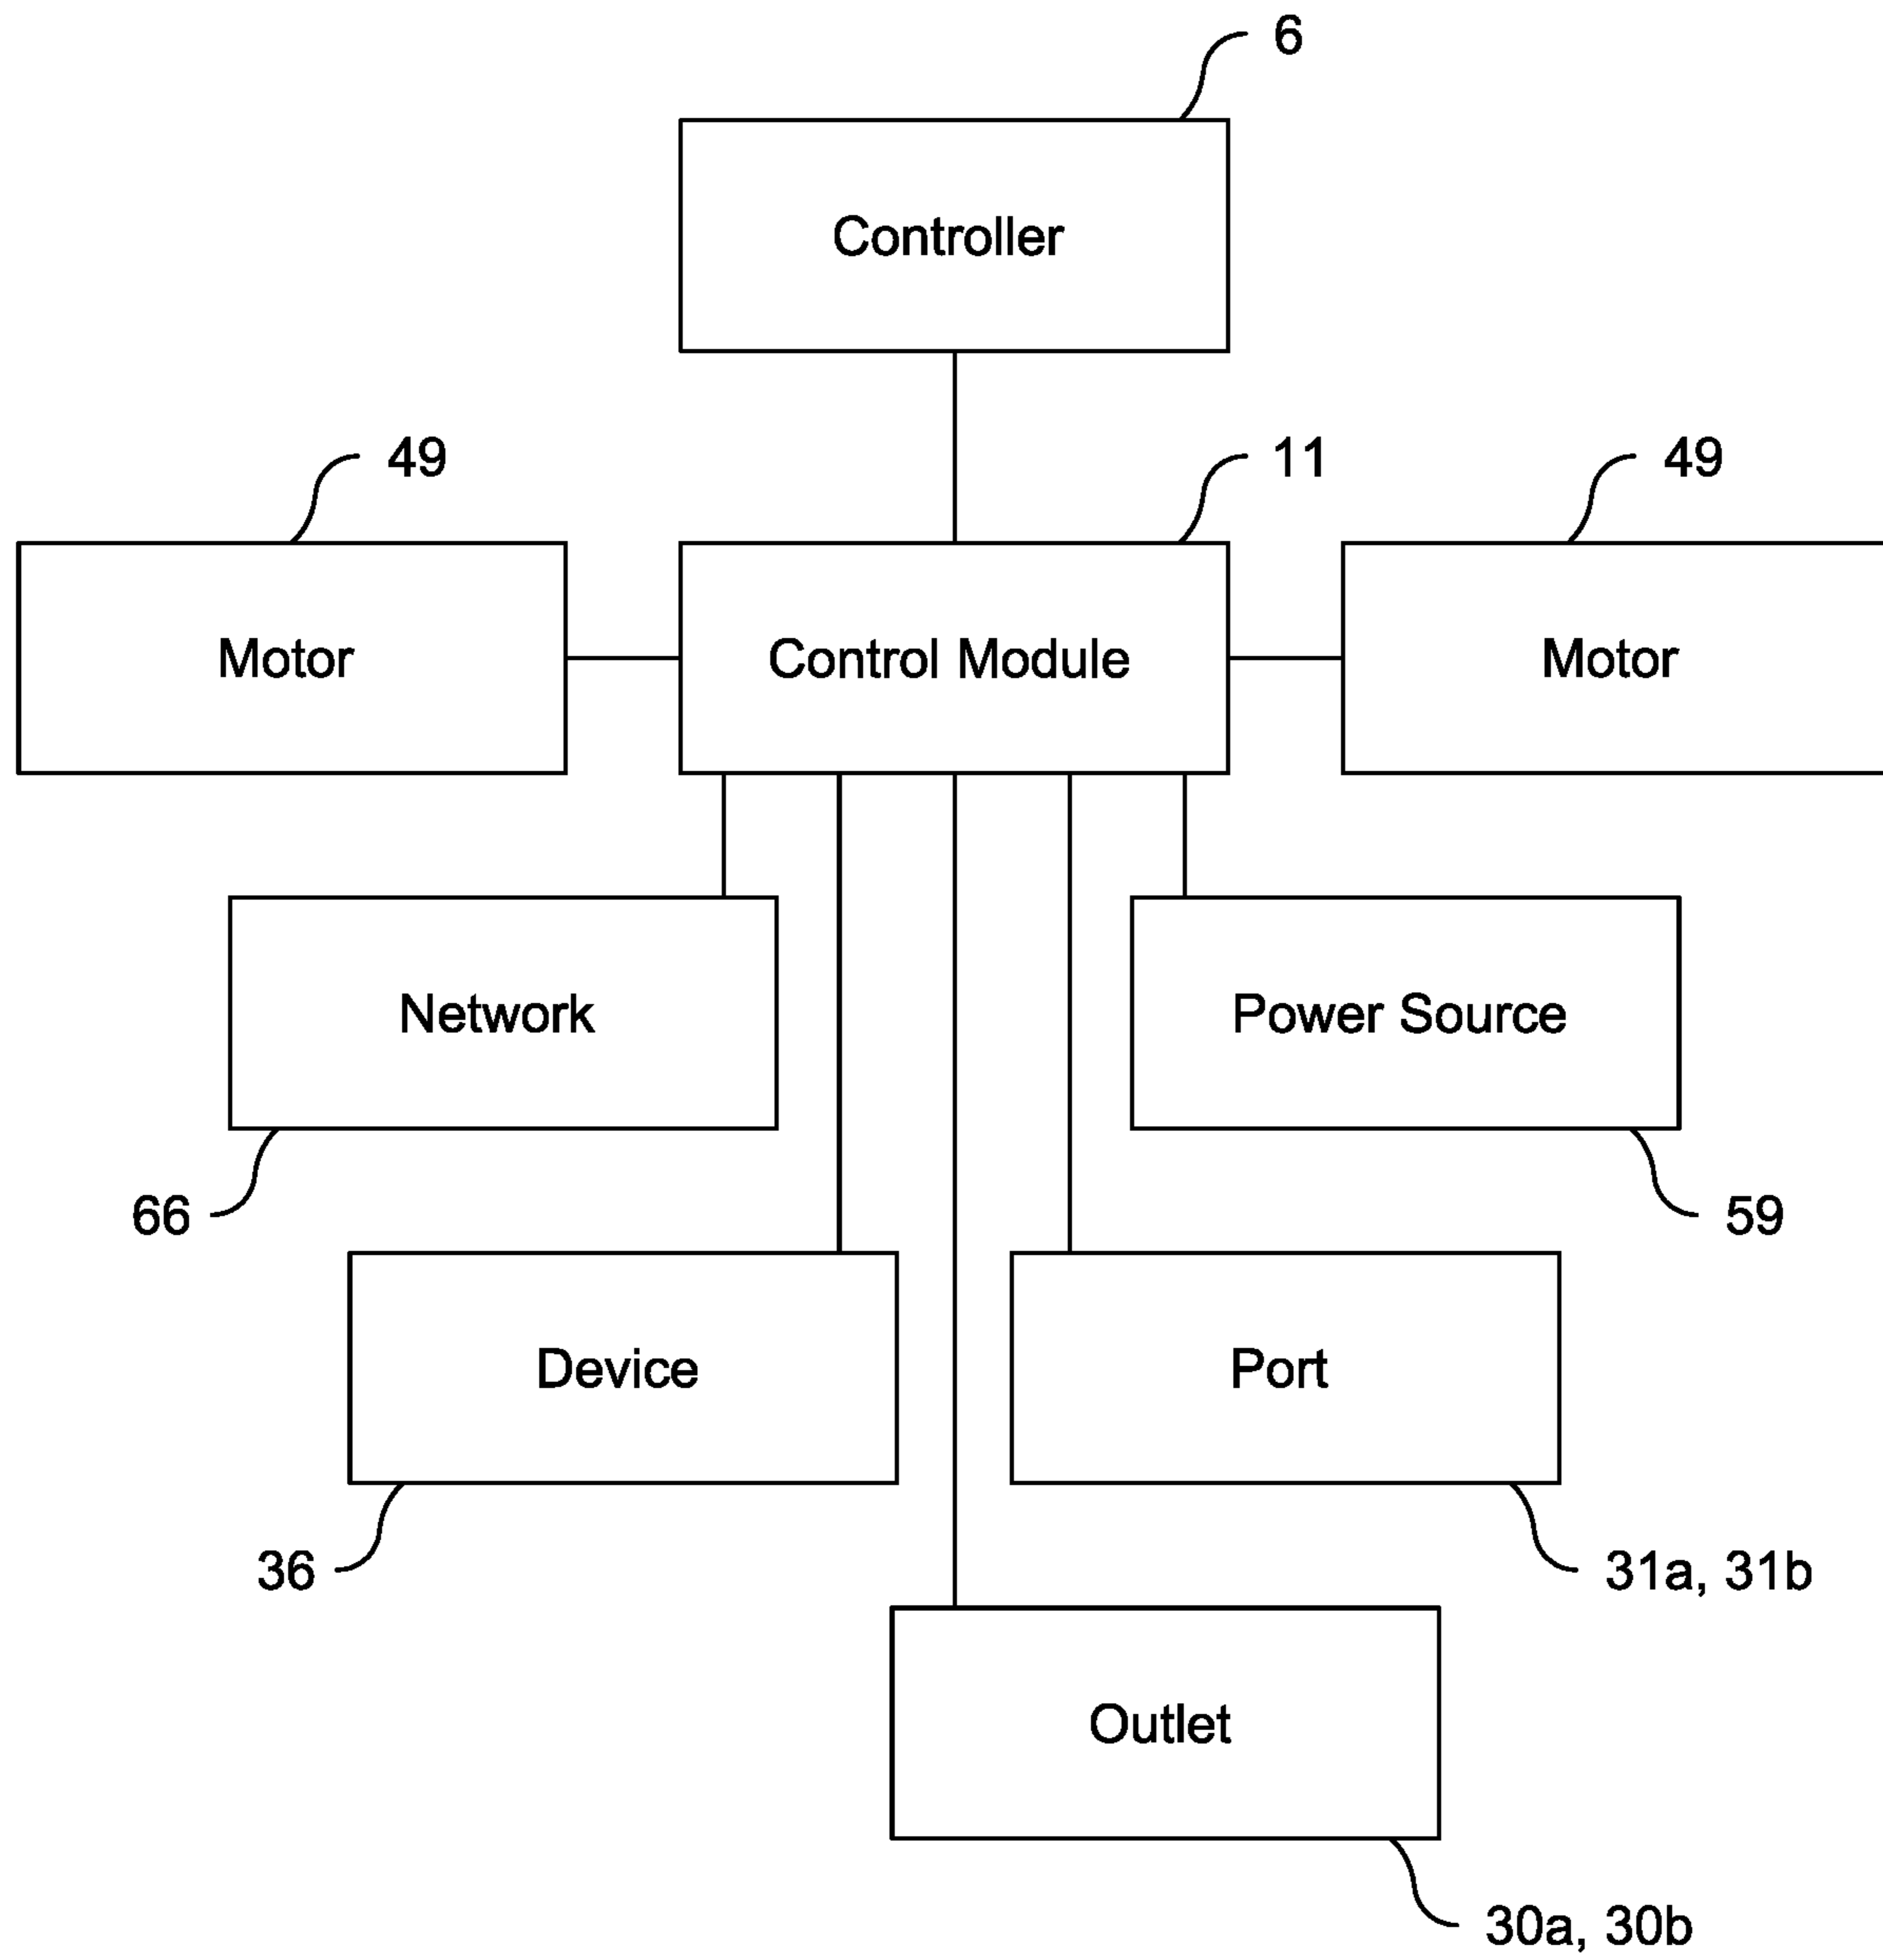 6
Controller
49
11
49
Motor
Control Module
Motor
Network
Power Source
66
59
Device
Port
36
31a, 31b
Outlet
30a, 30b